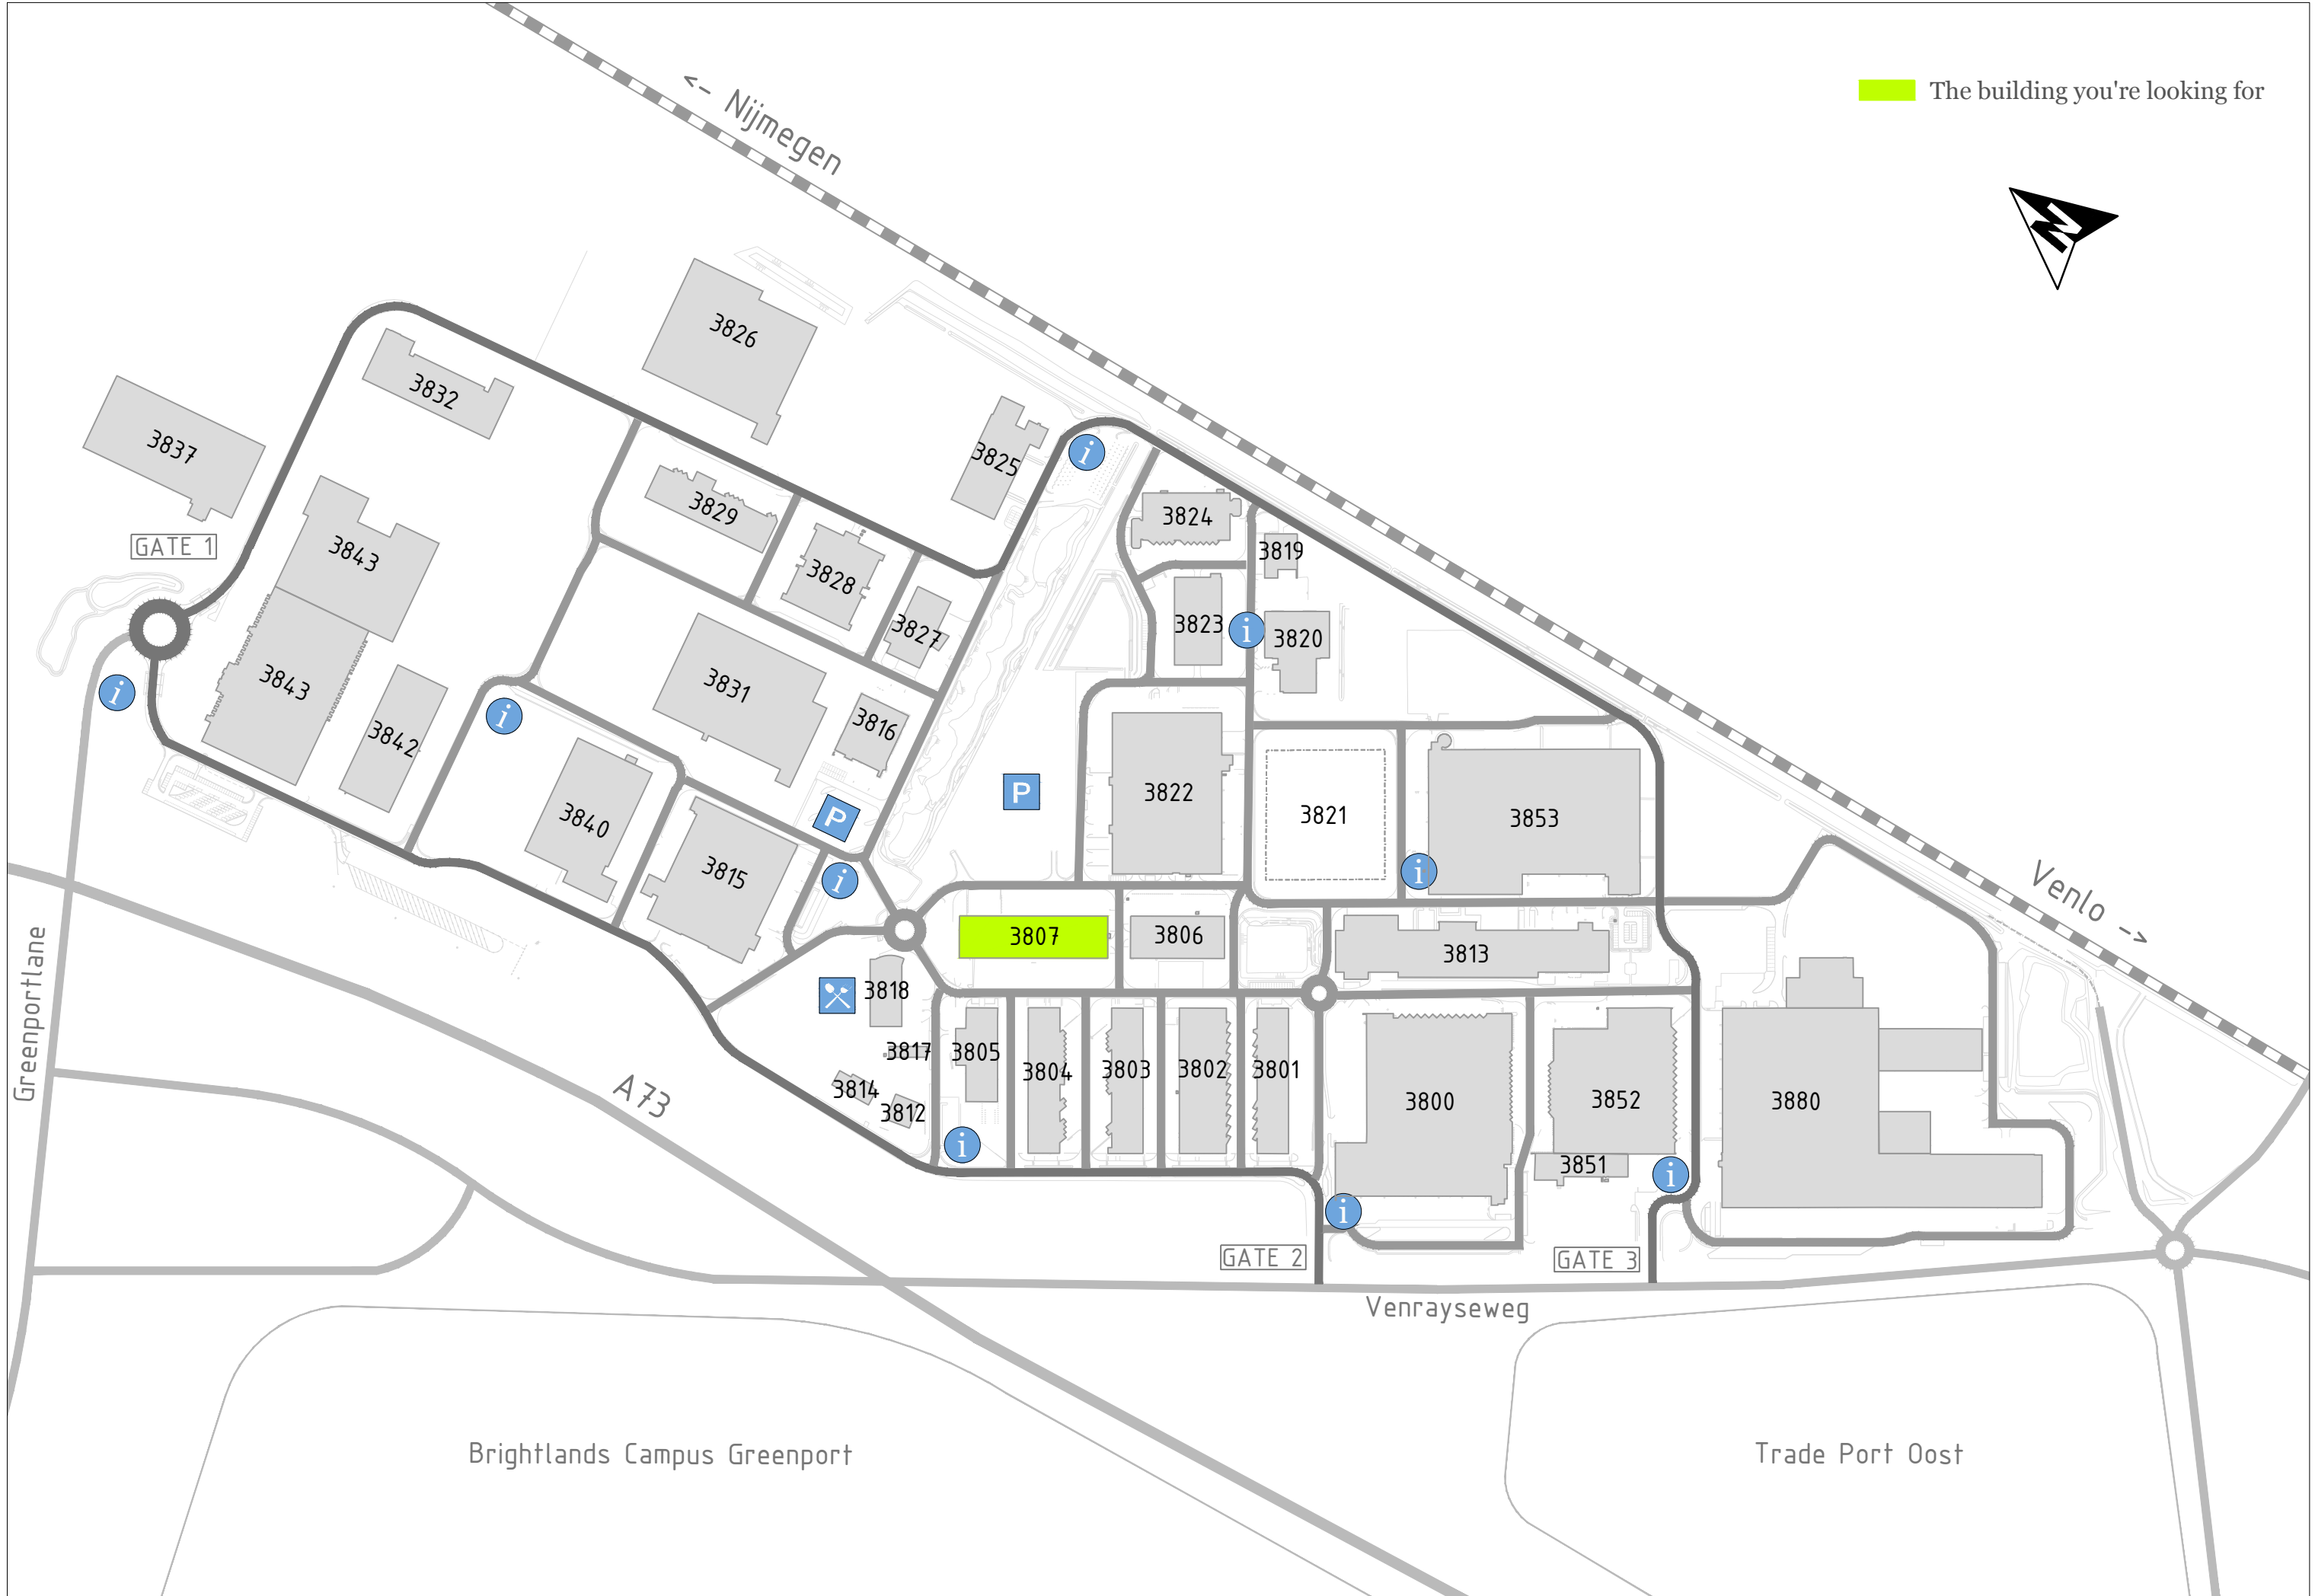 The building you're looking for
<- Nijmegen
N
3826
3832
3837
3825
3829
3824
GATE 1
3843
3819
3828
3823
i
3820
3827
3843
3831
3816
3842
3840
P
P
3822
3821
3853
3815
i
i
i
i
i
Venlo ->
3807
3806
3813
Greenportlane
3818
3817
3805
3804
3803
3802
3801
3800
3852
3880
3814
3812
A73
i
3851
i
i
GATE 2
GATE 3
Venrayseweg
Brightlands Campus Greenport
Trade Port Oost